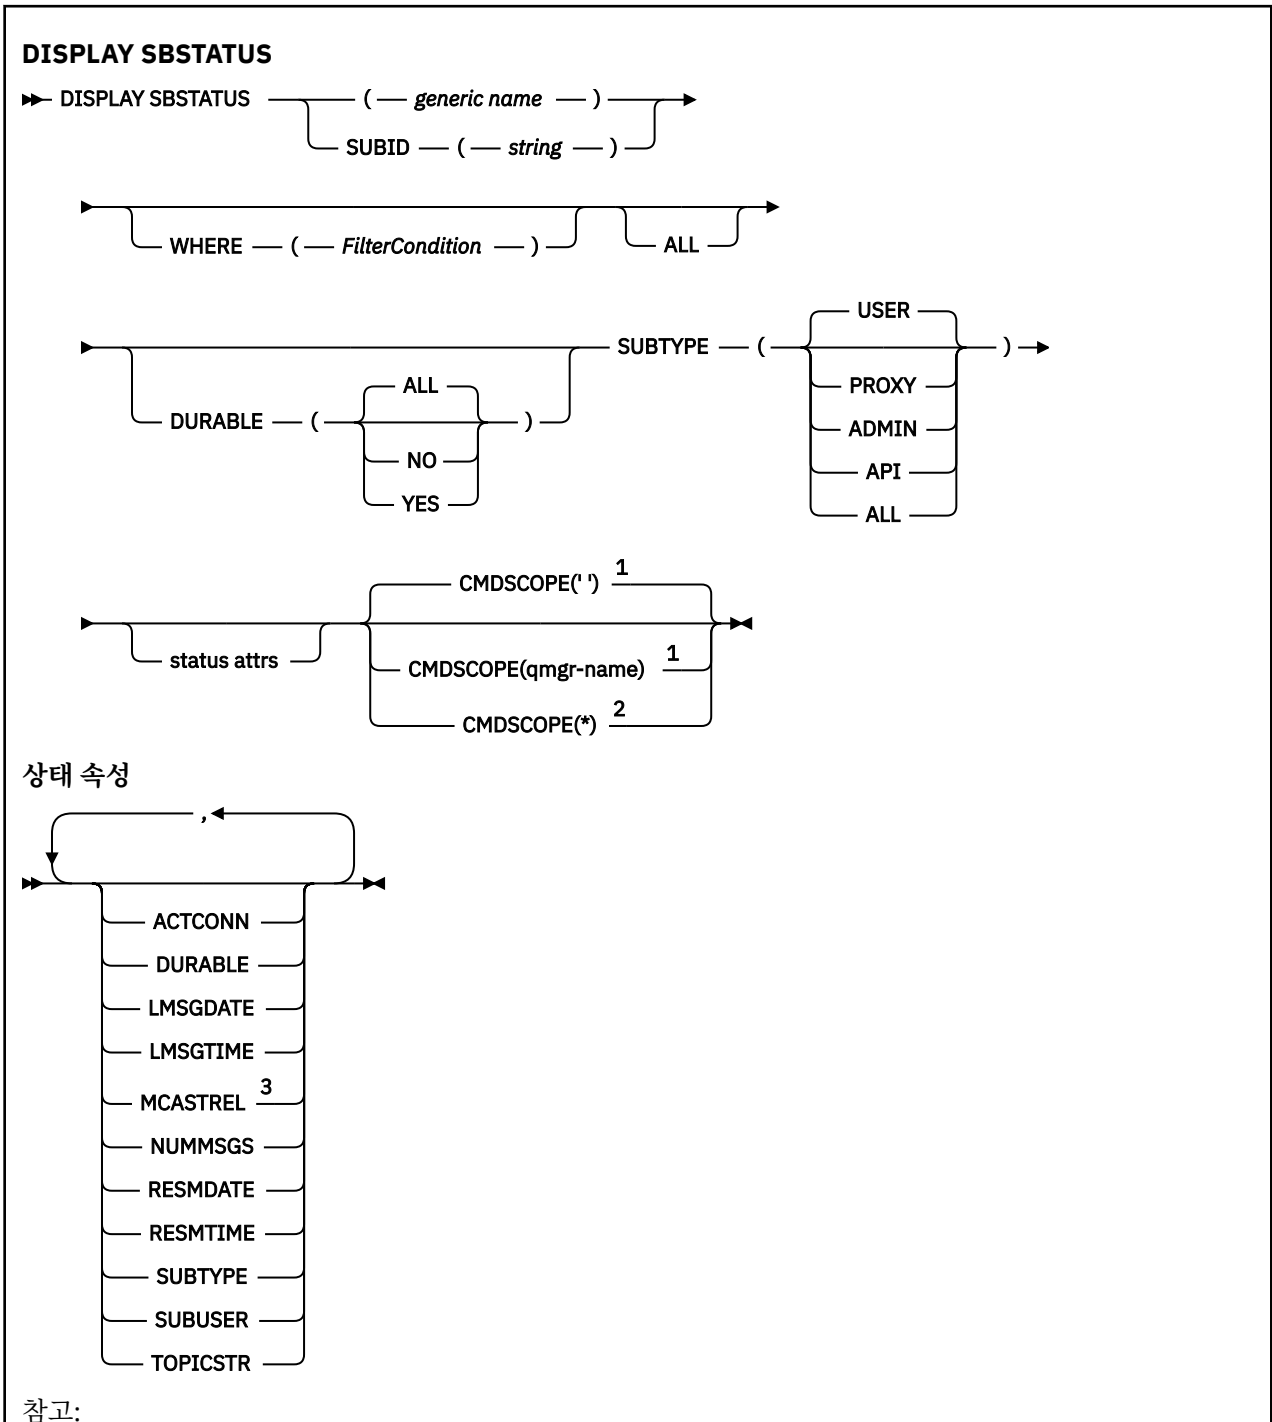 DISPLAY SBSTATUS
DISPLAY SBSTATUS ( generic name )
SUBID ( string )
WHERE ( FilterCondition )
ALL
USER
SUBTYPE ( )
ALL
PROXY
DURABLE ( )
ADMIN
NO
API
YES
ALL
CMDSCOPE(' ') 1
status attrs
CMDSCOPE(qmgr-name) 1
CMDSCOPE(*) 2
상태 속성
,
ACTCONN
DURABLE
LMSGDATE
LMSGTIME
MCASTREL 3
NUMMSGS
RESMDATE
RESMTIME
SUBTYPE
SUBUSER
TOPICSTR
참고: